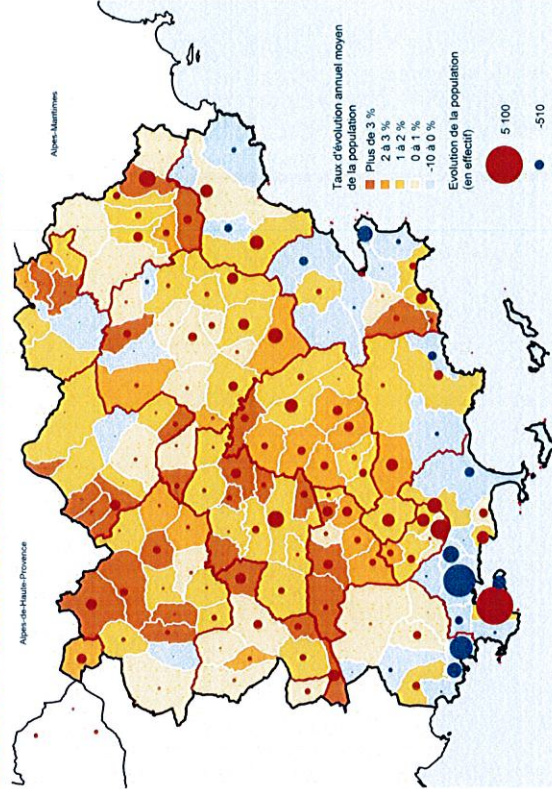 Alpes-de-Haute-Provence
Alpes-Maritimes
Taux d'évolution annuel moyen
de la population
Plus de 3 %
2 à 3 %
1 à 2 %
0 à 1 %
-10 à 0 %
Evolution de la population
(en effectif)
5 100
-510